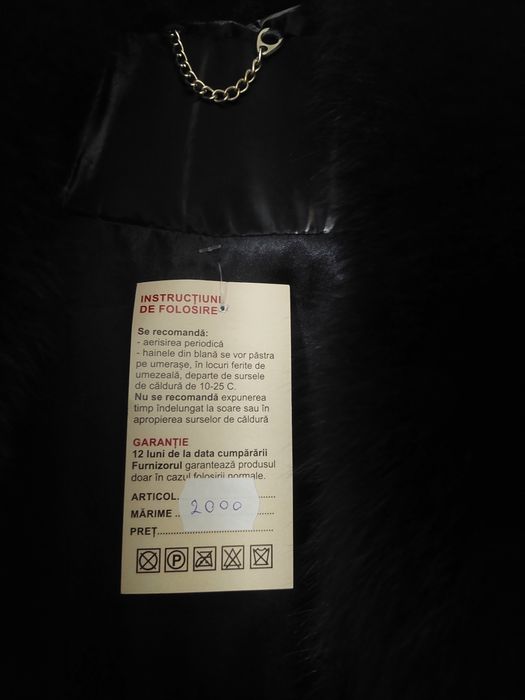 INSTRUCȚIUNI
DE FOLOSIRE
Se recomandă:
- aerisirea periodică
- hainele din blană se vor păstra
pe umerașe, în locuri ferite de
umezeală, departe de sursele
de căldură de 10-25 C.
Nu se recomandă expunerea
timp îndelungat la soare sau în
apropierea surselor de căldură
GARANȚIE
12 luni de la data cumpărării
Furnizorul garantează produsul
doar în cazul folosirii normale.
ARTICOL..................
MĂRIME..................
2000
PREȚ........................................
P